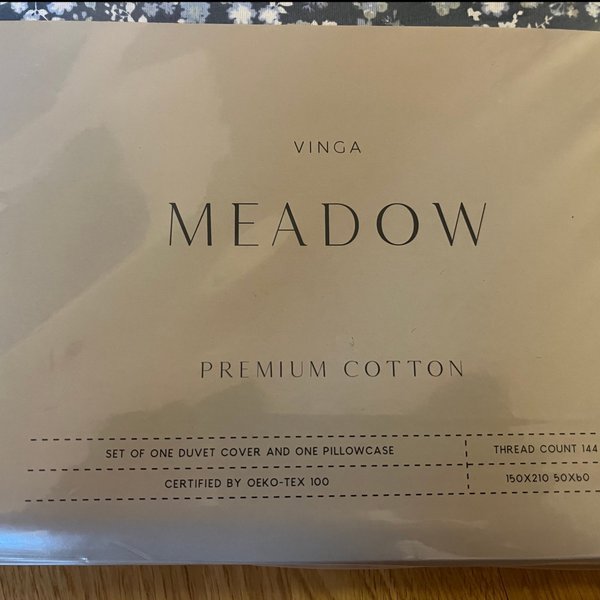 VINGA
MEADOW
PREMIUM COTTON
SET OF ONE DUVET COVER AND ONE PILLOWCASE
THREAD COUNT 144
CERTIFIED BY OEKO-TEX 100
150X210 50X60